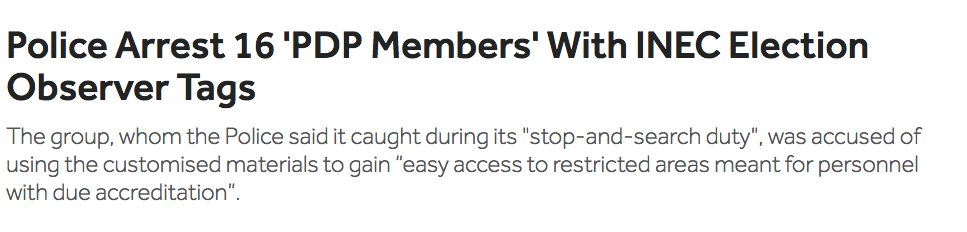 Police Arrest 16 'PDP Members' With INEC Election
Observer Tags
The group, whom the Police said it caught during its "stop-and-search duty", was accused of
using the customised materials to gain “easy access to restricted areas meant for personnel
with due accreditation”.